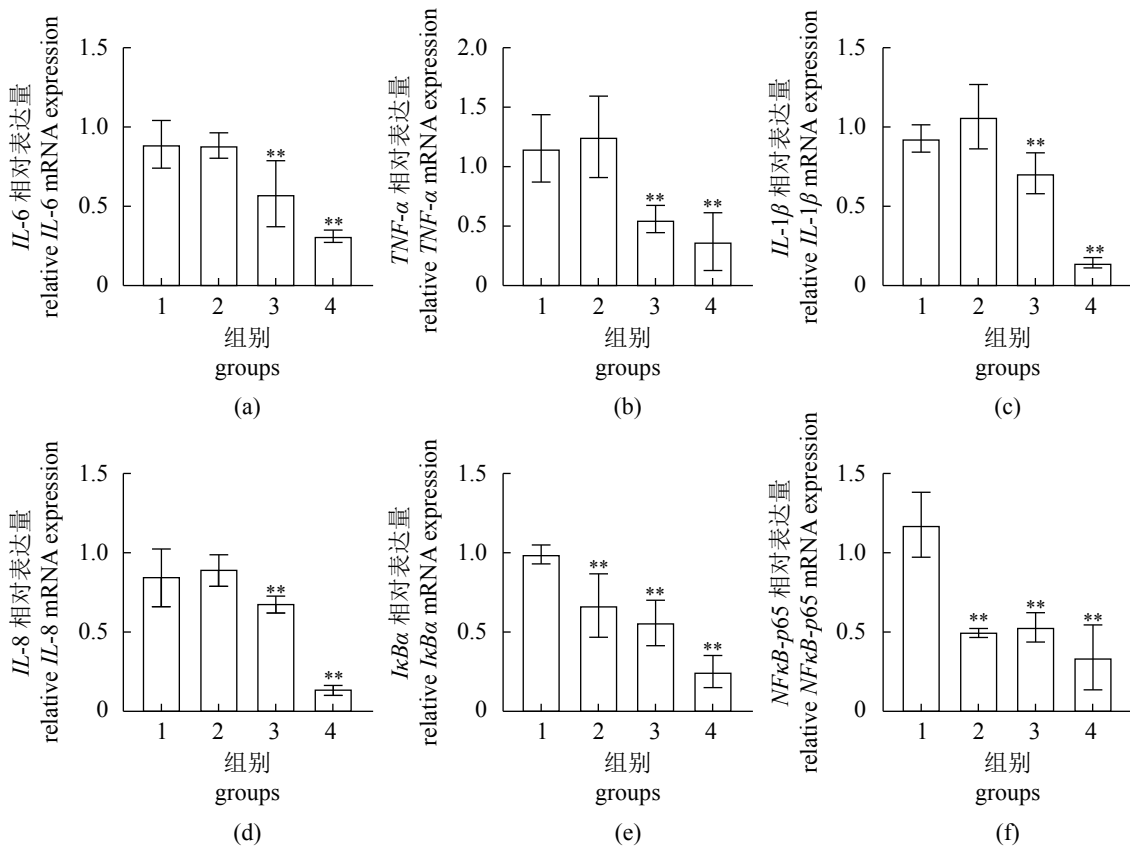 IL-6 相对表达量
relative IL-6 mRNA expression
1.5
1.0
0.5
0
**
**
1 2 3 4
组别
groups
(a)
TNF-α 相对表达量
relative TNF-α mRNA expression
2.0
1.5
1.0
0.5
0
**
**
1 2 3 4
组别
groups
(b)
IL-1β 相对表达量
relative IL-1β mRNA expression
1.5
1.0
0.5
0
**
**
1 2 3 4
组别
groups
(c)
IL-8 相对表达量
relative IL-8 mRNA expression
1.5
1.0
0.5
0
**
**
1 2 3 4
组别
groups
(d)
IκBα 相对表达量
relative IκBα mRNA expression
1.5
1.0
0.5
0
**
**
**
1 2 3 4
组别
groups
(e)
NFκB-p65 相对表达量
relative NFκB-p65 mRNA expression
1.5
1.0
0.5
0
**
**
**
1 2 3 4
组别
groups
(f)